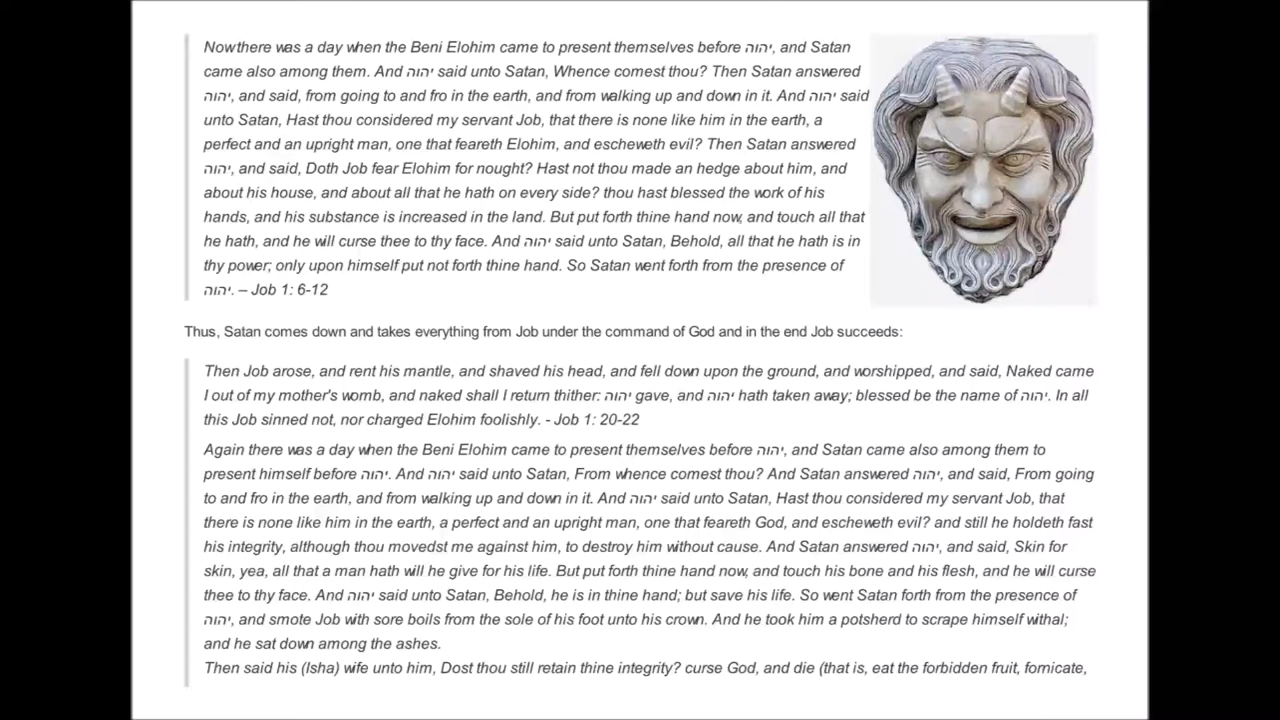 Now there was a day when the Beni Elohim came to present themselves before יהוה, and Satan
came also among them. And יהוה said unto Satan, Whence comest thou? Then Satan answered
יהוה, and said, from going to and fro in the earth, and from walking up and down in it. And יהוה said
unto Satan, Hast thou considered my servant Job, that there is none like him in the earth, a
perfect and an upright man, one that feareth Elohim, and escheweth evil? Then Satan answered
יהוה, and said, Doth Job fear Elohim for nought? Hast not thou made an hedge about him, and
about his house, and about all that he hath on every side? thou hast blessed the work of his
hands, and his substance is increased in the land. But put forth thine hand now, and touch all that
he hath, and he will curse thee to thy face. And יהוה said unto Satan, Behold, all that he hath is in
thy power; only upon himself put not forth thine hand. So Satan went forth from the presence of
יהוה. – Job 1: 6-12
Thus, Satan comes down and takes everything from Job under the command of God and in the end Job succeeds:
Then Job arose, and rent his mantle, and shaved his head, and fell down upon the ground, and worshipped, and said, Naked came
I out of my mother's womb, and naked shall I return thither: יהוה gave, and יהוה hath taken away; blessed be the name of יהוה. In all
this Job sinned not, nor charged Elohim foolishly. - Job 1: 20-22
Again there was a day when the Beni Elohim came to present themselves before יהוה, and Satan came also among them to
present himself before יהוה. And יהוה said unto Satan, From whence comest thou? And Satan answered יהוה, and said, From going
to and fro in the earth, and from walking up and down in it. And יהוה said unto Satan, Hast thou considered my servant Job, that
there is none like him in the earth, a perfect and an upright man, one that feareth God, and escheweth evil? and still he holdeth fast
his integrity, although thou movedst me against him, to destroy him without cause. And Satan answered יהוה, and said, Skin for
skin, yea, all that a man hath will he give for his life. But put forth thine hand now, and touch his bone and his flesh, and he will curse
thee to thy face. And יהוה said unto Satan, Behold, he is in thine hand; but save his life. So went Satan forth from the presence of
יהוה, and smote Job with sore boils from the sole of his foot unto his crown. And he took him a potsherd to scrape himself withal;
and he sat down among the ashes.
Then said his (Isha) wife unto him, Dost thou still retain thine integrity? curse God, and die (that is, eat the forbidden fruit, fornicate,